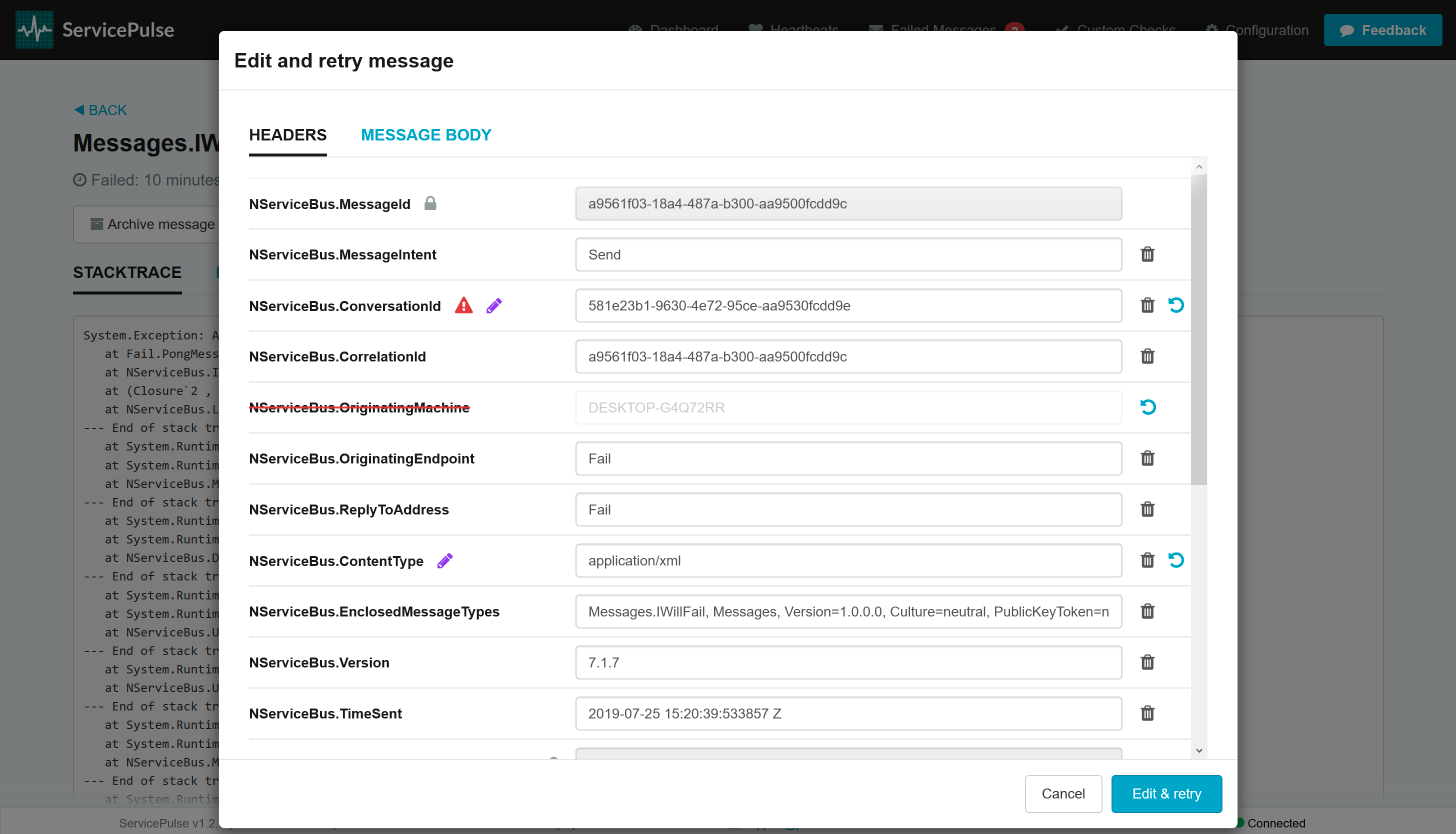 ServicePulse
Dashboard Heartbeats Failed Messages Custom Checks Configuration Feedback
Edit and retry message
BACK
HEADERS MESSAGE BODY
Messages.IW
Failed: 10 minutes
Archive message
STACKTRACE
NServiceBus.MessageId a9561f03-18a4-487a-b300-aa9500fcdd9c
NServiceBus.MessageIntent Send
NServiceBus.ConversationId 581e23b1-9630-4e72-95ce-aa9530fcdd9e
NServiceBus.CorrelationId a9561f03-18a4-487a-b300-aa9500fcdd9c
NServiceBus.OriginatingMachine DESKTOP-G4Q72RR
NServiceBus.OriginatingEndpoint Fail
NServiceBus.ReplyToAddress Fail
NServiceBus.ContentType application/xml
NServiceBus.EnclosedMessageTypes Messages.IWillFail, Messages, Version=1.0.0.0, Culture=neutral, PublicKeyToken=n
NServiceBus.Version 7.1.7
NServiceBus.TimeSent 2019-07-25 15:20:39:533857 Z
System.Exception: A
at Fail.PongMess
at NServiceBus.I
at (Closure`2 ,
at NServiceBus.L
--- End of stack tr
at System.Runtim
at System.Runtim
at NServiceBus.M
--- End of stack tr
at System.Runtim
at System.Runtim
at NServiceBus.D
--- End of stack tr
at System.Runtim
at System.Runtim
at NServiceBus.U
--- End of stack tr
at System.Runtim
at NServiceBus.U
--- End of stack tr
at System.Runtim
at System.Runtim
at NServiceBus.M
--- End of stack tr
at System.Runtim
Cancel Edit & retry
ServicePulse v1.2 Connected